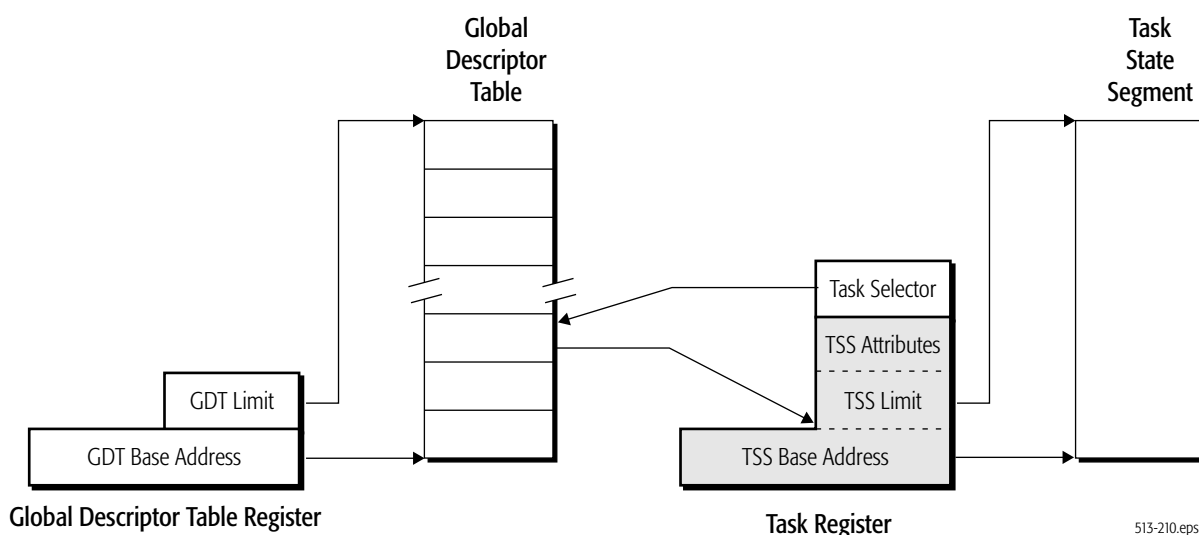 Global
Descriptor
Table
Task
State
Segment
Task Selector
TSS Attributes
GDT Limit
TSS Limit
GDT Base Address
TSS Base Address
Global Descriptor Table Register
Task Register
513-210.eps